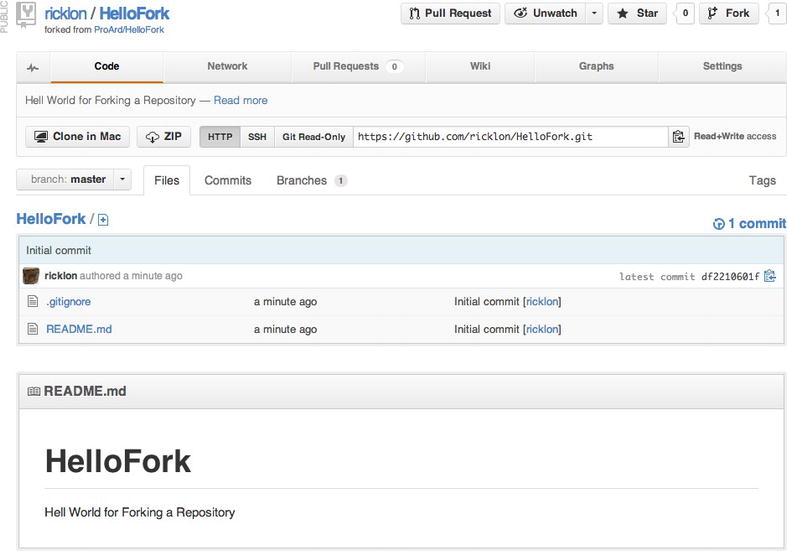 PUBLIC
ricklon / HelloFork
forked from ProArd/HelloFork
Pull Request Unwatch Star 0 Fork 1
Code Network Pull Requests 0 Wiki Graphs Settings
Hell World for Forking a Repository — Read more
Clone in Mac ZIP HTTP SSH Git Read-Only https://github.com/ricklon/HelloFork.git Read+Write access
branch: master Files Commits Branches 1 Tags
HelloFork / 1 commit
Initial commit
ricklon authored a minute ago latest commit df2210601f
.gitignore a minute ago Initial commit [ricklon]
README.md a minute ago Initial commit [ricklon]
README.md
HelloFork
Hell World for Forking a Repository